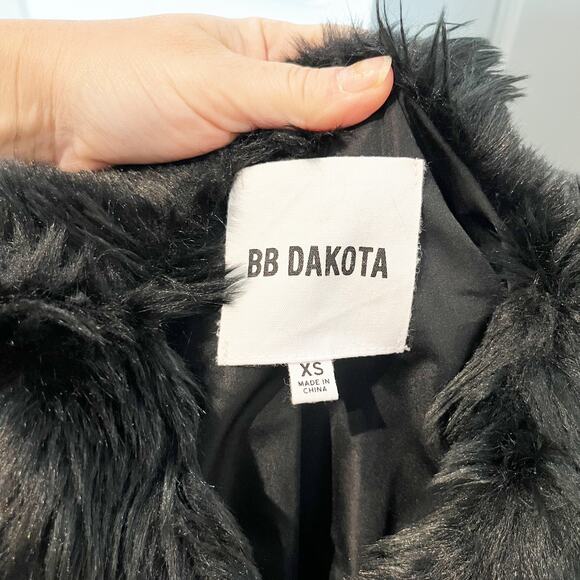 BB DAKOTA
XS
MADE IN
CHINA